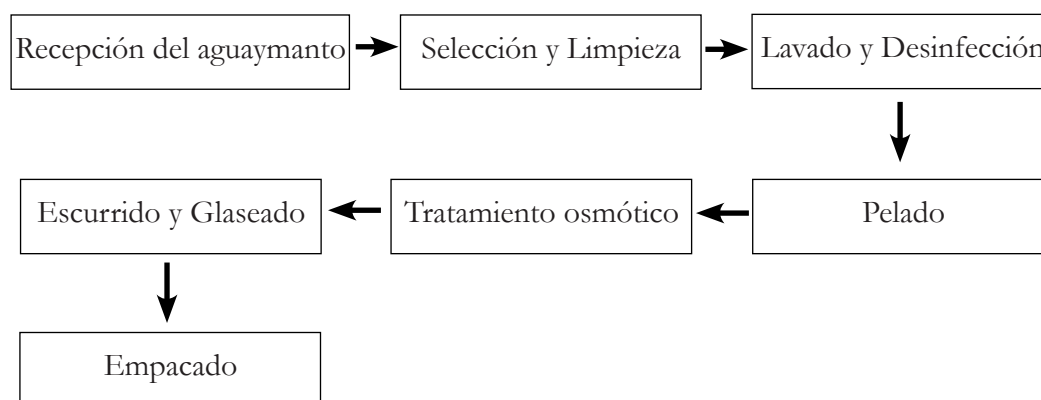 Recepción del aguaymanto
Selección y Limpieza
Lavado y Desinfección
Pelado
Tratamiento osmótico
Escurrido y Glaseado
Empacado